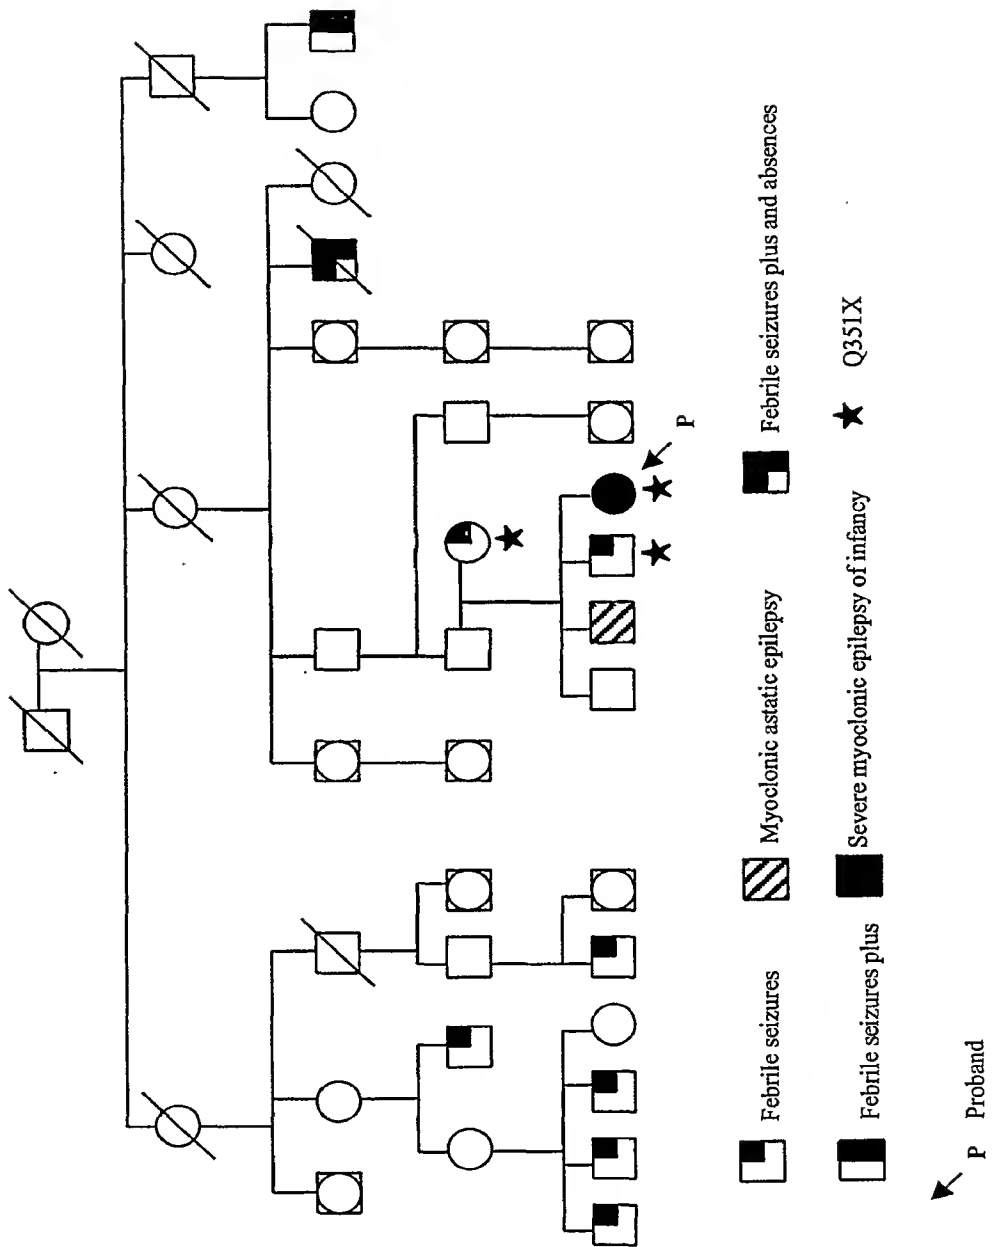 P
Febrile seizures
Myoclonic astatic epilepsy
Febrile seizures plus and absences
Febrile seizures plus
Severe myoclonic epilepsy of infancy
Q351X
P Proband